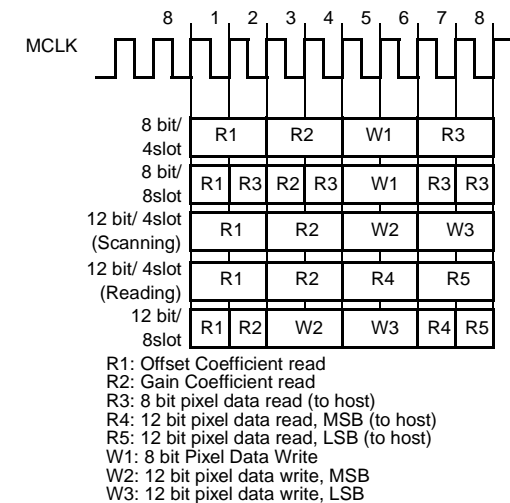 8 1 2 3 4 5 6 7 8
MCLK
8 bit/
4slot
R1 R2 W1 R3
8 bit/
8slot
R1 R3 R2 R3 W1 R3 R3
12 bit/ 4slot
(Scanning)
R1 R2 W2 W3
12 bit/ 4slot
(Reading)
R1 R2 R4 R5
12 bit/
8slot
R1 R2 W2 W3 R4 R5
R1: Offset Coefficient read
R2: Gain Coefficient read
R3: 8 bit pixel data read (to host)
R4: 12 bit pixel data read, MSB (to host)
R5: 12 bit pixel data read, LSB (to host)
W1: 8 bit Pixel Data Write
W2: 12 bit pixel data write, MSB
W3: 12 bit pixel data write, LSB